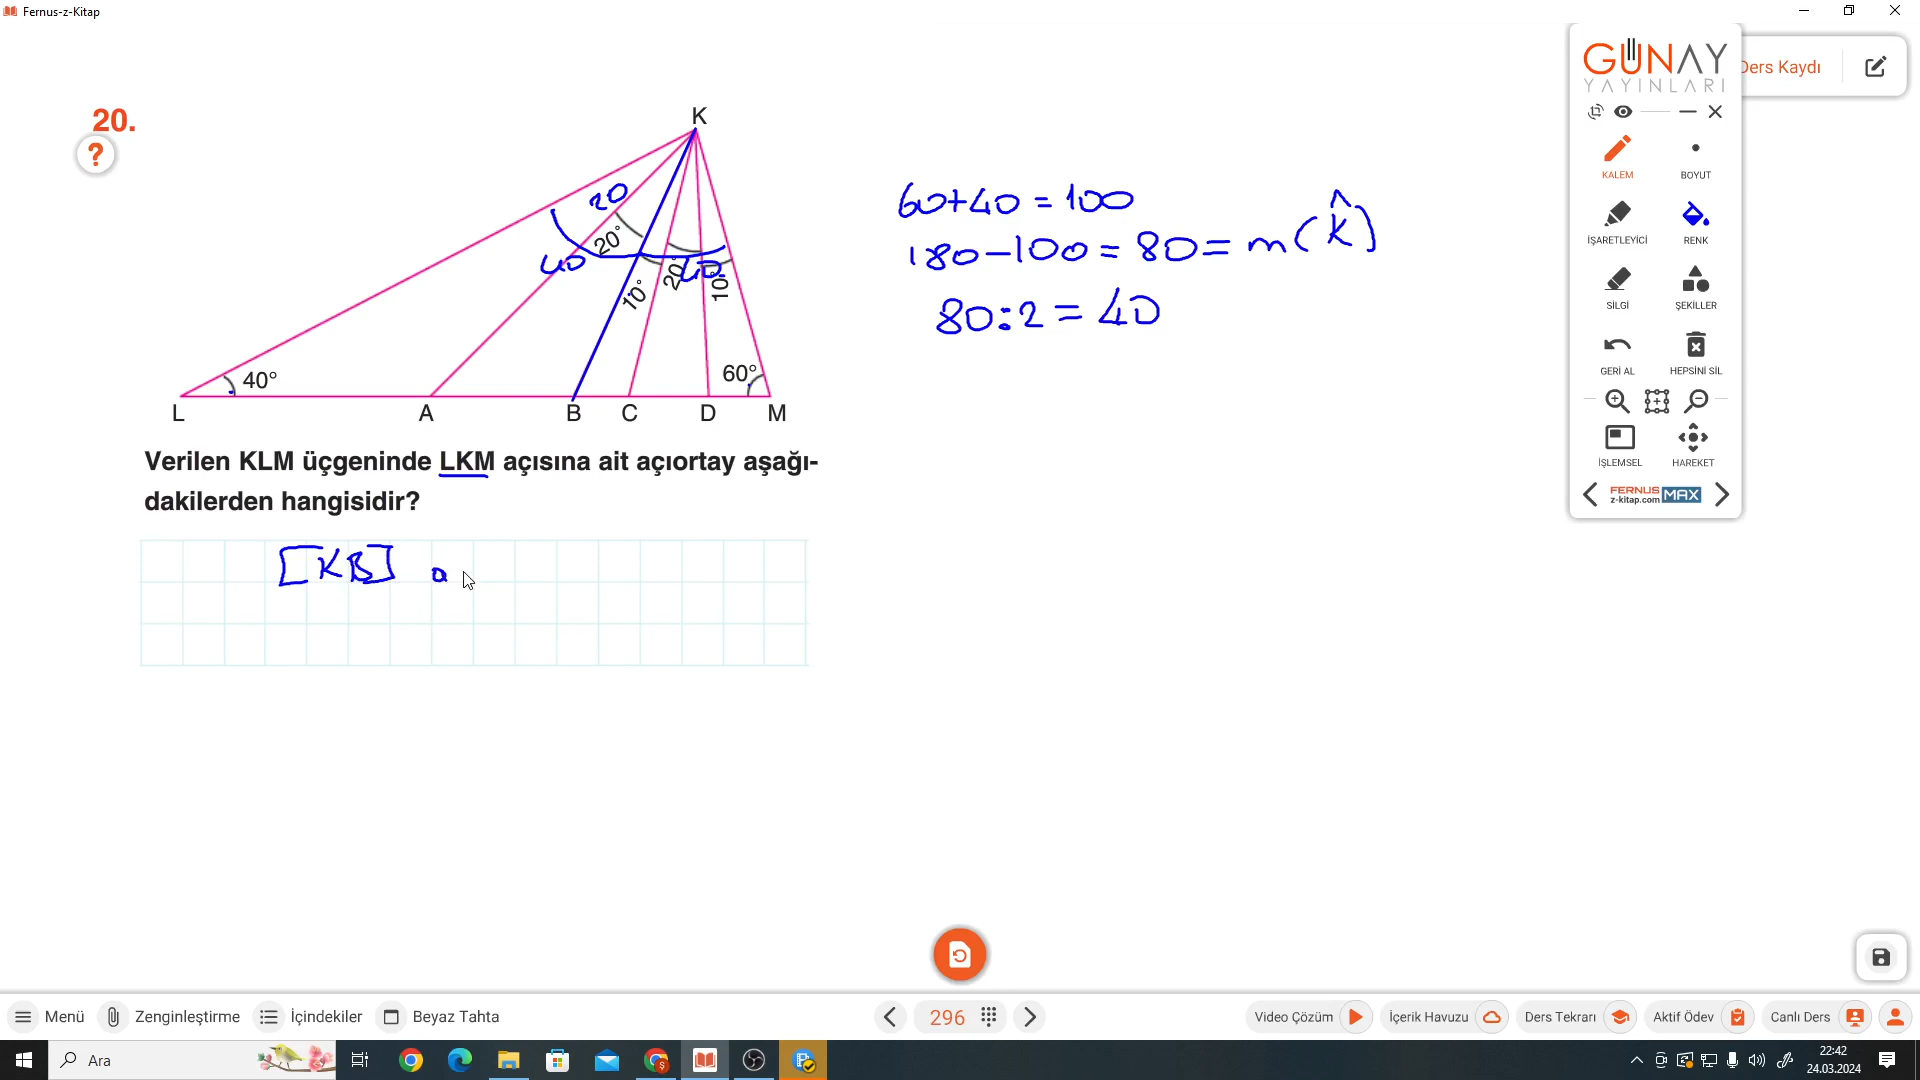 Fernus-z-Kitap
GÜNAY
YAYINLARI
Ders Kaydı
20.
?
K
20
20°
40
10°
20°
40
10°
40°
60°
L
A
B
C
D
M
60+40 = 100
180-100 = 80 = m(K̂)
80:2 = 40
Verilen KLM üçgeninde LKM açısına ait açıortay aşağı-
dakilerden hangisidir?
[KB] a
KALEM
BOYUT
İŞARETLEYİCİ
RENK
SİLGİ
ŞEKİLLER
GERİ AL
HEPSİNİ SİL
İŞLEMSEL
HAREKET
FERNUS
z-kitap.com
MAX
Menü
Zenginleştirme
İçindekiler
Beyaz Tahta
296
Video Çözüm
İçerik Havuzu
Ders Tekrarı
Aktif Ödev
Canlı Ders
Ara
22:42
24.03.2024